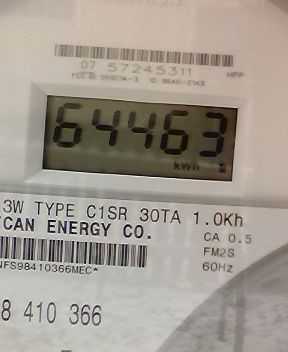 07 57245311 HPP
64463
kWh
3W TYPE C1SR 30TA 1.0Kh
CAN ENERGY CO. CA 0.5
FM2S
NFS98410366MEC* 60Hz
8 410 366